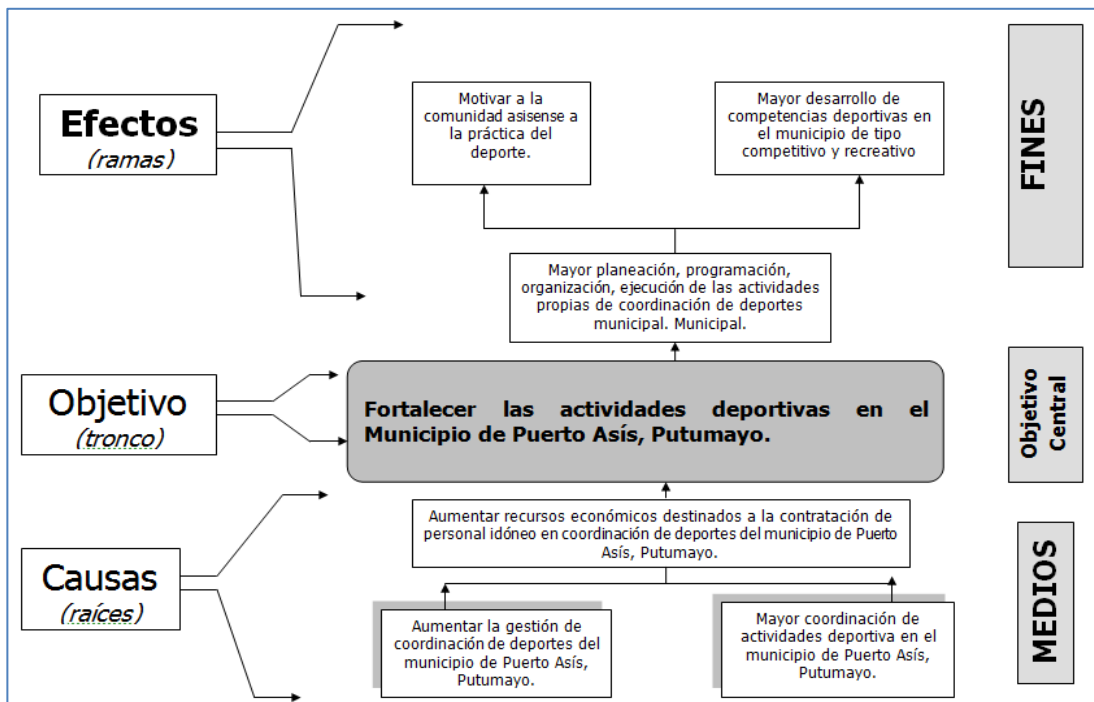 Efectos
(ramas)
Motivar a la
comunidad asisense a
la práctica del
deporte.
Mayor desarrollo de
competencias deportivas en
el municipio de tipo
competitivo y recreativo
FINES
Mayor planeación, programación,
organización, ejecución de las actividades
propias de coordinación de deportes
municipal. Municipal.
Objetivo
(tronco)
Fortalecer las actividades deportivas en el
Municipio de Puerto Asís, Putumayo.
Objetivo
Central
Causas
(raíces)
Aumentar recursos económicos destinados a la contratación de
personal idóneo en coordinación de deportes del municipio de Puerto
Asís, Putumayo.
Aumentar la gestión de
coordinación de deportes del
municipio de Puerto Asís,
Putumayo.
Mayor coordinación de
actividades deportiva en el
municipio de Puerto Asís,
Putumayo.
MEDIOS